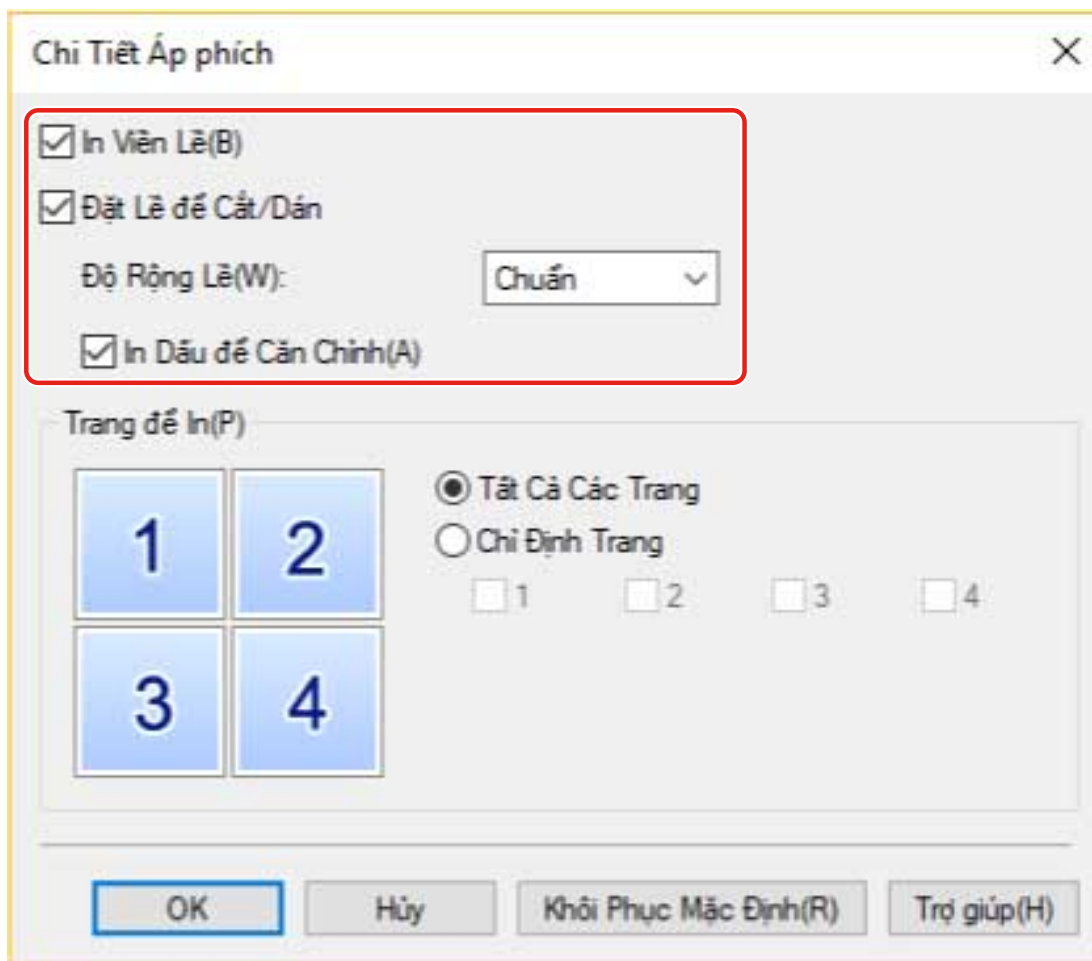 Chi Tiết Áp phích
In Viền Lề(B)
Đặt Lề để Cắt/Dán
Độ Rộng Lề(W): Chuẩn
In Dấu để Căn Chỉnh(A)
Trang để In(P)
1 2
3 4
Tất Cả Các Trang
Chỉ Định Trang
1 2 3 4
OK Hủy Khôi Phục Mặc Định(R) Trợ giúp(H)